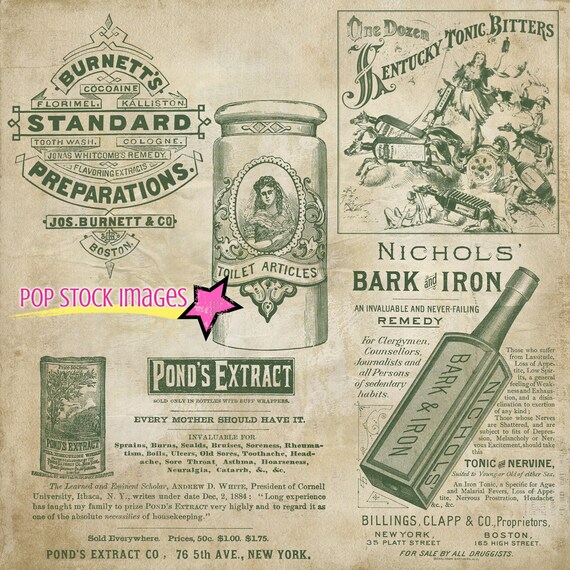 BURNETT'S
COCOAINE
FLORIMEL. KALLISTON.
STANDARD
TOOTH WASH. COLOGNE.
JONAS WHITCOMB'S REMEDY.
FLAVORING EXTRACTS
PREPARATIONS.
JOS. BURNETT & CO
BOSTON.
TOILET ARTICLES
One Dozen
Kentucky Tonic Bitters
POP STOCK IMAGES
NICHOLS'
BARK and IRON
AN INVALUABLE AND NEVER-FAILING
REMEDY
For Clergymen,
Counsellors,
Journalists and
all Persons
of sedentary
habits.
Those who suffer
from Lassitude,
Loss of Appe-
tite, Low Spir-
its, a general
feeling of Weak-
ness and Exhaus-
tion, and a disin-
clination to exertion
of any kind;
Those whose Nerves
are Shattered, and are
subject to fits of Depres-
sion, Melancholy or Ner-
vous Excitement, should take
this
TONIC and NERVINE,
Suited to Young or Old of either Sex.
An Iron Tonic, a Specific for Agues
and Malarial Fevers, Loss of Appe-
tite, Nervous Prostration, Headache,
&c., &c.
NICHOLS'
BARK & IRON
BILLINGS, CLAPP & CO., Proprietors,
NEW YORK, BOSTON,
35 PLATT STREET 165 HIGH STREET.
FOR SALE BY ALL DRUGGISTS.
POND'S EXTRACT
POND'S EXTRACT
SOLD ONLY IN BOTTLES WITH BUFF WRAPPERS.
EVERY MOTHER SHOULD HAVE IT.
INVALUABLE FOR
Sprains, Burns, Scalds, Bruises, Soreness, Rheuma-
tism, Boils, Ulcers, Old Sores, Toothache, Head-
ache, Sore Throat, Asthma, Hoarseness,
Neuralgia, Catarrh, &c., &c.
The Learned and Eminent Scholar, ANDREW D. WHITE, President of Cornell
University, Ithaca, N. Y., writes under date Dec. 2, 1884: "Long experience
has taught my family to prize POND'S EXTRACT very highly and to regard it as
one of the absolute necessities of housekeeping."
Sold Everywhere. Prices, 50c. $1.00. $1.75.
POND'S EXTRACT CO., 76 5th AVE., NEW YORK.